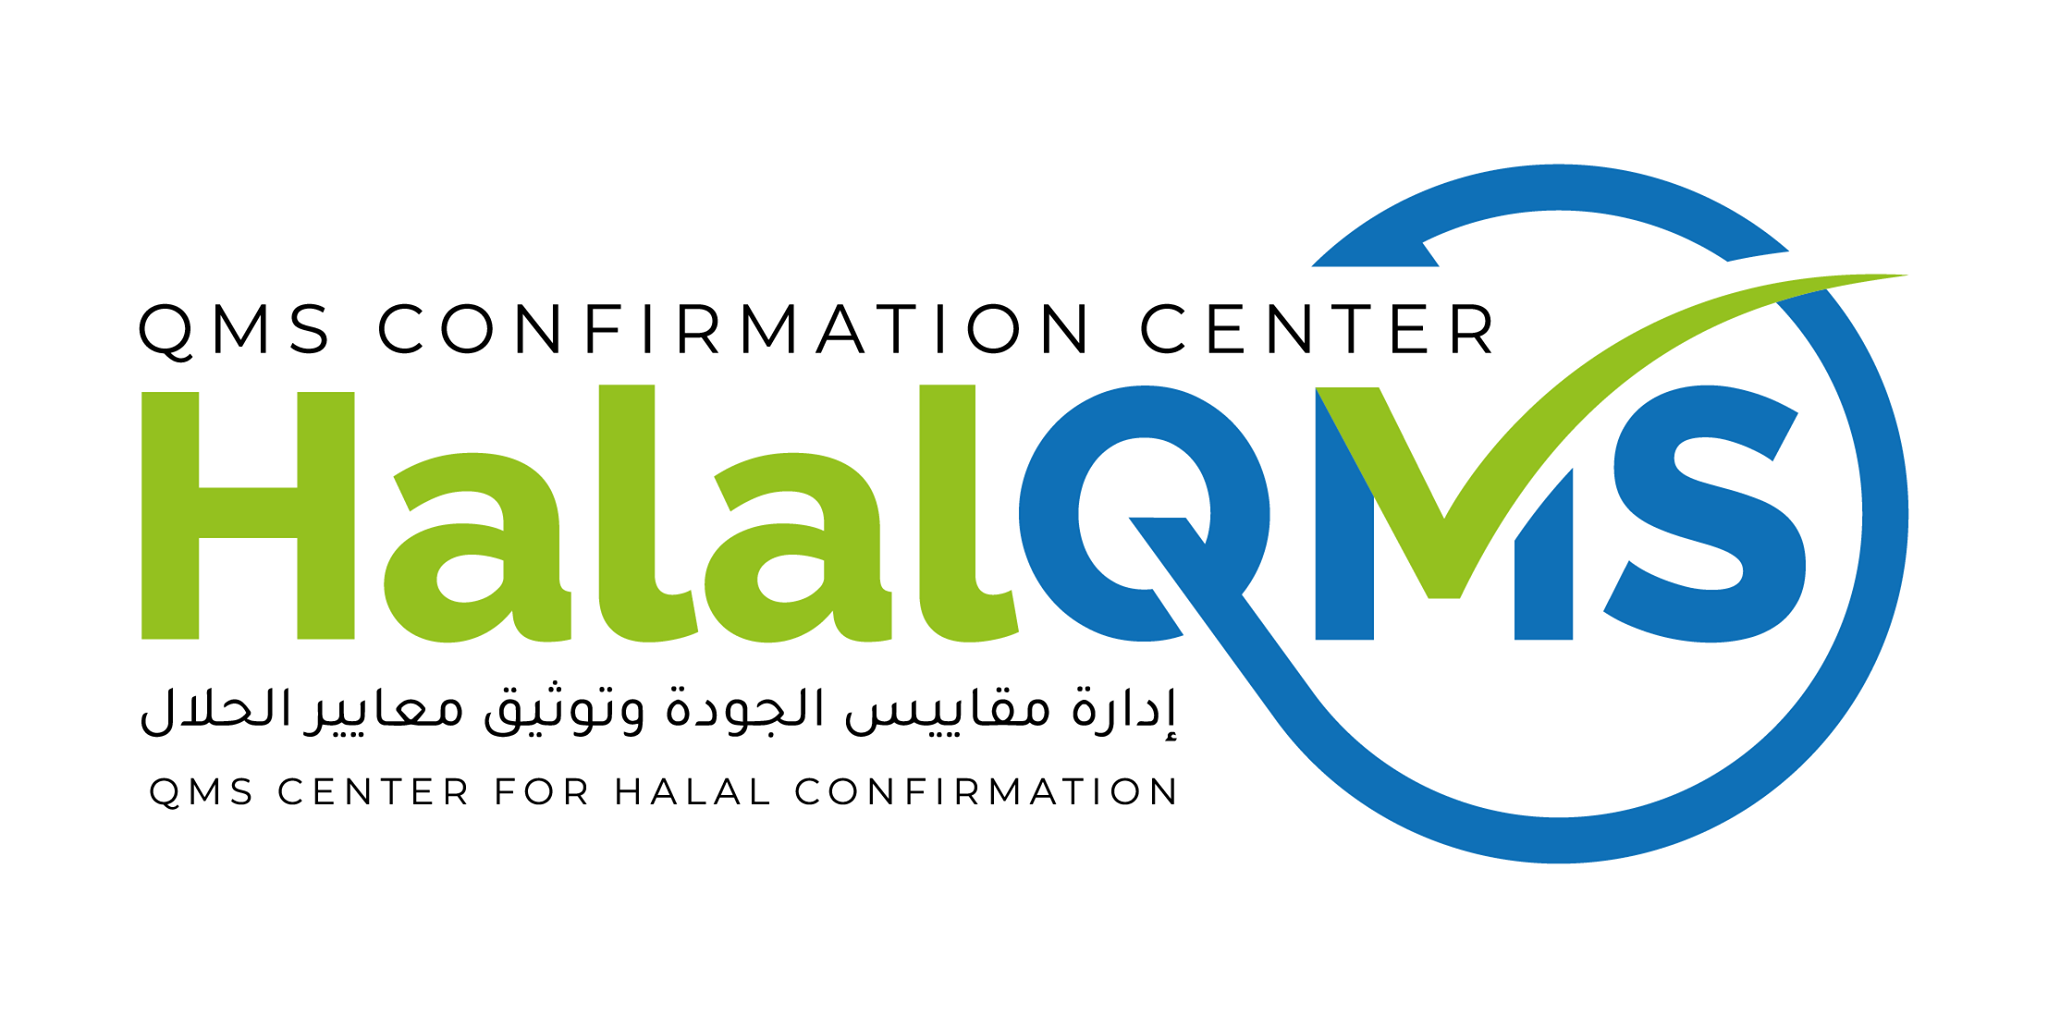 QMS CONFIRMATION CENTER
HalalQMS
إدارة مقاييس الجودة وتوثيق معايير الحلال
QMS CENTER FOR HALAL CONFIRMATION